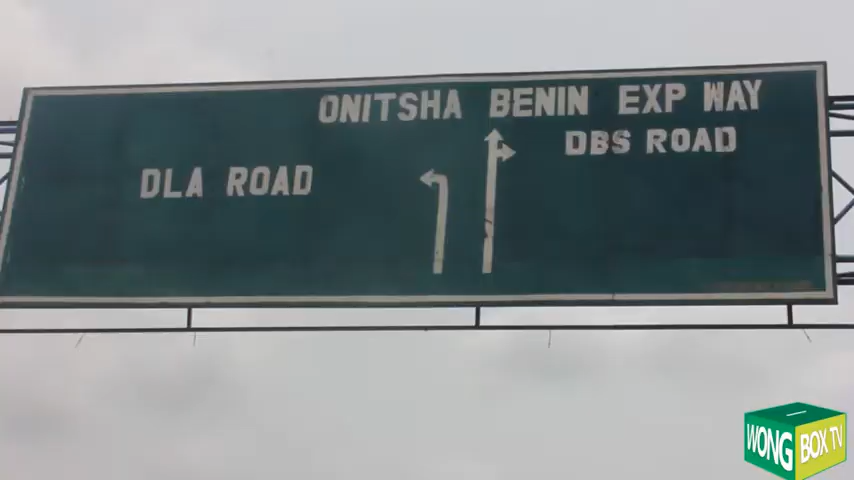 ONITSHA BENIN EXP WAY
DBS ROAD
DLA ROAD
WONG
BOX TV